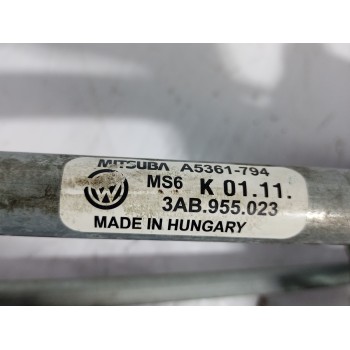 MITSUBA A5361-794
MS6 K 01.11.
3AB.955.023
MADE IN HUNGARY